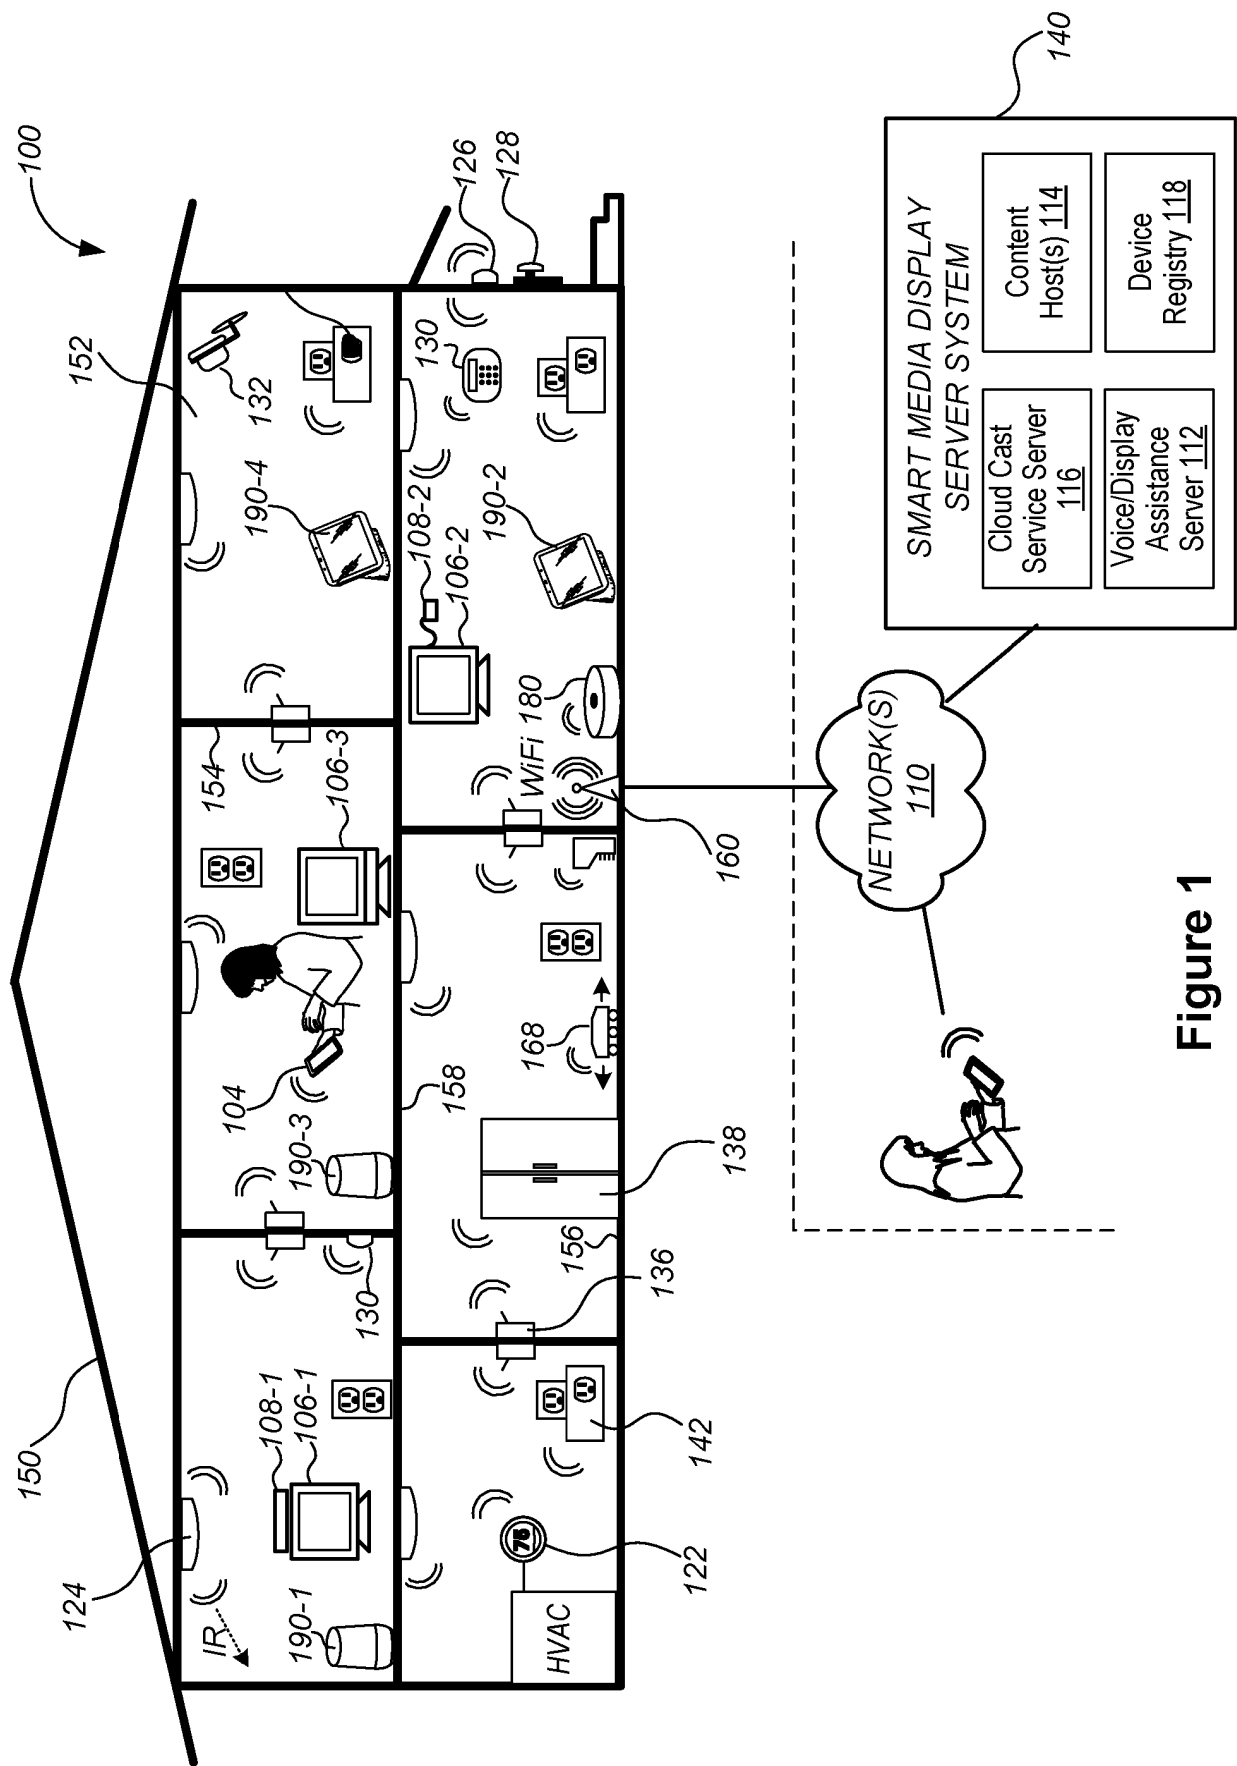 100
150
152
124
IR
190-1
108-1
106-1
130
190-3
104
154
106-3
190-4
132
126
128
HVAC
75
122
142
136
156
138
158
168
160
WiFi
180
106-2
108-2
190-2
130
NETWORK(S)
110
SMART MEDIA DISPLAY
SERVER SYSTEM
140
Cloud Cast
Service Server
116
Content
Host(s) 114
Voice/Display
Assistance
Server 112
Device
Registry 118
Figure 1